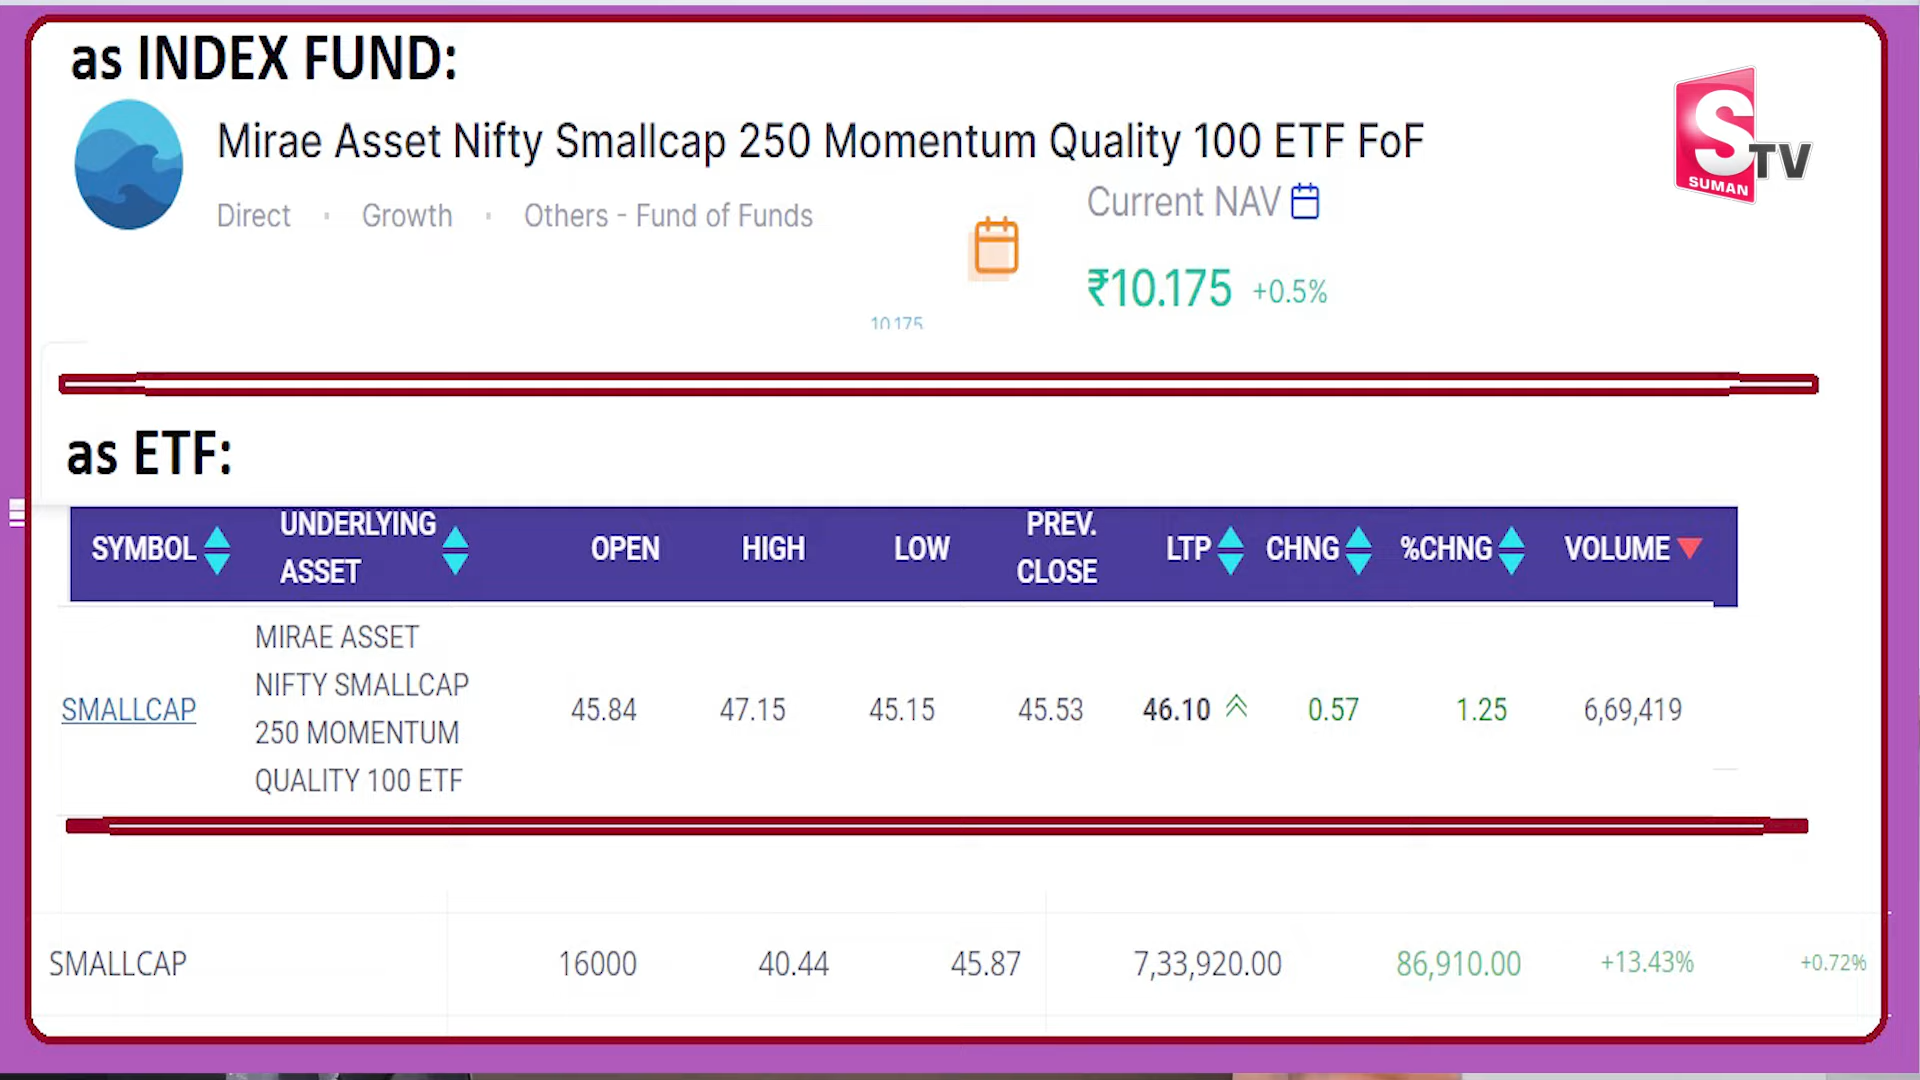 as INDEX FUND:
Mirae Asset Nifty Smallcap 250 Momentum Quality 100 ETF FoF
Direct · Growth · Others - Fund of Funds
Current NAV
₹10.175 +0.5%
10.175
S TV
SUMAN
as ETF:
SYMBOL UNDERLYING ASSET OPEN HIGH LOW PREV. CLOSE LTP CHNG %CHNG VOLUME
MIRAE ASSET
NIFTY SMALLCAP
SMALLCAP 45.84 47.15 45.15 45.53 46.10 0.57 1.25 6,69,419
250 MOMENTUM
QUALITY 100 ETF
SMALLCAP 16000 40.44 45.87 7,33,920.00 86,910.00 +13.43% +0.72%